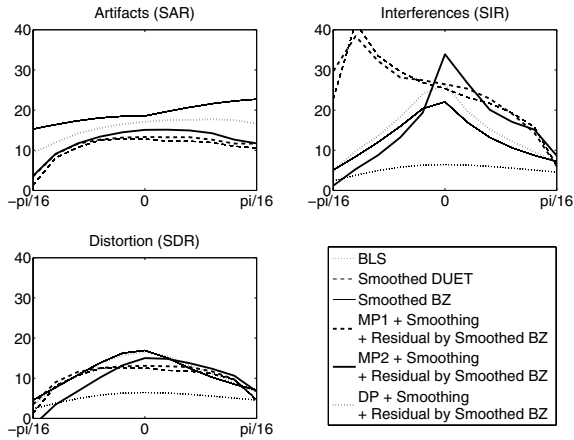 Artifacts (SAR)
40
30
20
10
0
−pi/16
0
pi/16
Interferences (SIR)
40
30
20
10
0
−pi/16
0
pi/16
Distortion (SDR)
40
30
20
10
0
−pi/16
0
pi/16
BLS
Smoothed DUET
Smoothed BZ
MP1 + Smoothing
+ Residual by Smoothed BZ
MP2 + Smoothing
+ Residual by Smoothed BZ
DP + Smoothing
+ Residual by Smoothed BZ